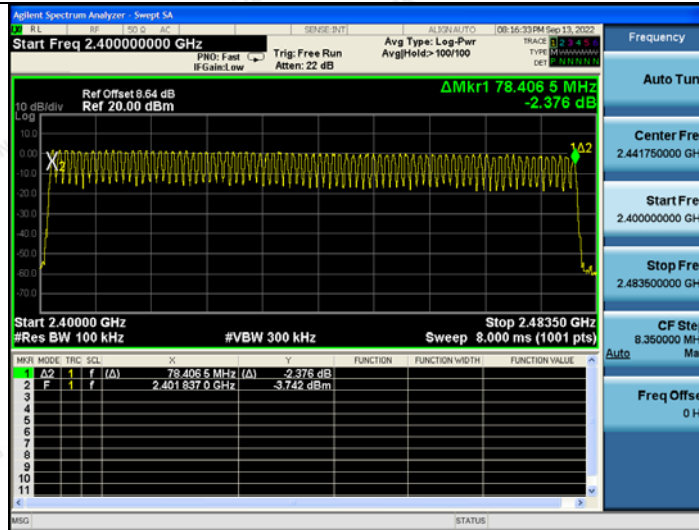 Agilent Spectrum Analyzer - Swept SA
RL RF 50 Ω AC SENSE:INT ALIGN AUTO 08:16:33 PM Sep 13, 2022
Start Freq 2.400000000 GHz
PNO: Fast
IFGain:Low
Trig: Free Run
Atten: 22 dB
Avg Type: Log-Pwr
Avg|Hold:> 100/100
TRACE 1 2 3 4 5 6
TYPE
DET P N N N N N
Frequency
Auto Tun
Center Fre
2.441750000 GH
Start Fre
2.400000000 GH
Stop Fre
2.483500000 GH
CF Ste
8.350000 MH
Auto Ma
Freq Offse
0 H
Ref Offset 8.64 dB
10 dB/div Ref 20.00 dBm
ΔMkr1 78.406 5 MHz
-2.376 dB
Log
10.0
0.00
-10.0
-20.0
-30.0
-40.0
-50.0
-60.0
-70.0
2
1Δ2
Start 2.40000 GHz Stop 2.48350 GHz
#Res BW 100 kHz #VBW 300 kHz Sweep 8.000 ms (1001 pts)
MKR MODE TRC SCL X Y FUNCTION FUNCTION WIDTH FUNCTION VALUE
1 Δ2 1 f (Δ) 78.406 5 MHz (Δ) -2.376 dB
2 F 1 f 2.401 837 0 GHz -3.742 dBm
3
4
5
6
7
8
9
10
11
MSG STATUS